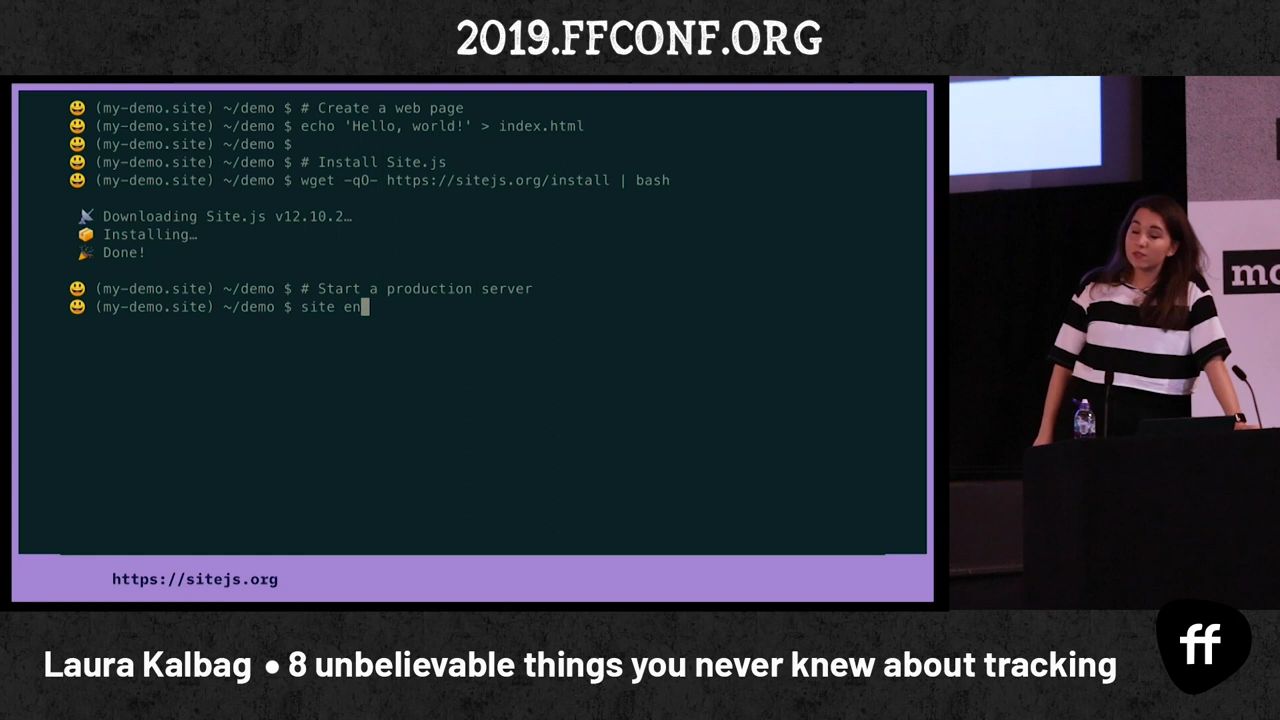 2019.FFCONF.ORG
😃 (my-demo.site) ~/demo $ # Create a web page
😃 (my-demo.site) ~/demo $ echo 'Hello, world!' > index.html
😃 (my-demo.site) ~/demo $
😃 (my-demo.site) ~/demo $ # Install Site.js
😃 (my-demo.site) ~/demo $ wget -qO- https://sitejs.org/install | bash
📡 Downloading Site.js v12.10.2…
📦 Installing…
🎉 Done!
😃 (my-demo.site) ~/demo $ # Start a production server
😃 (my-demo.site) ~/demo $ site en
https://sitejs.org
Laura Kalbag • 8 unbelievable things you never knew about tracking
ff